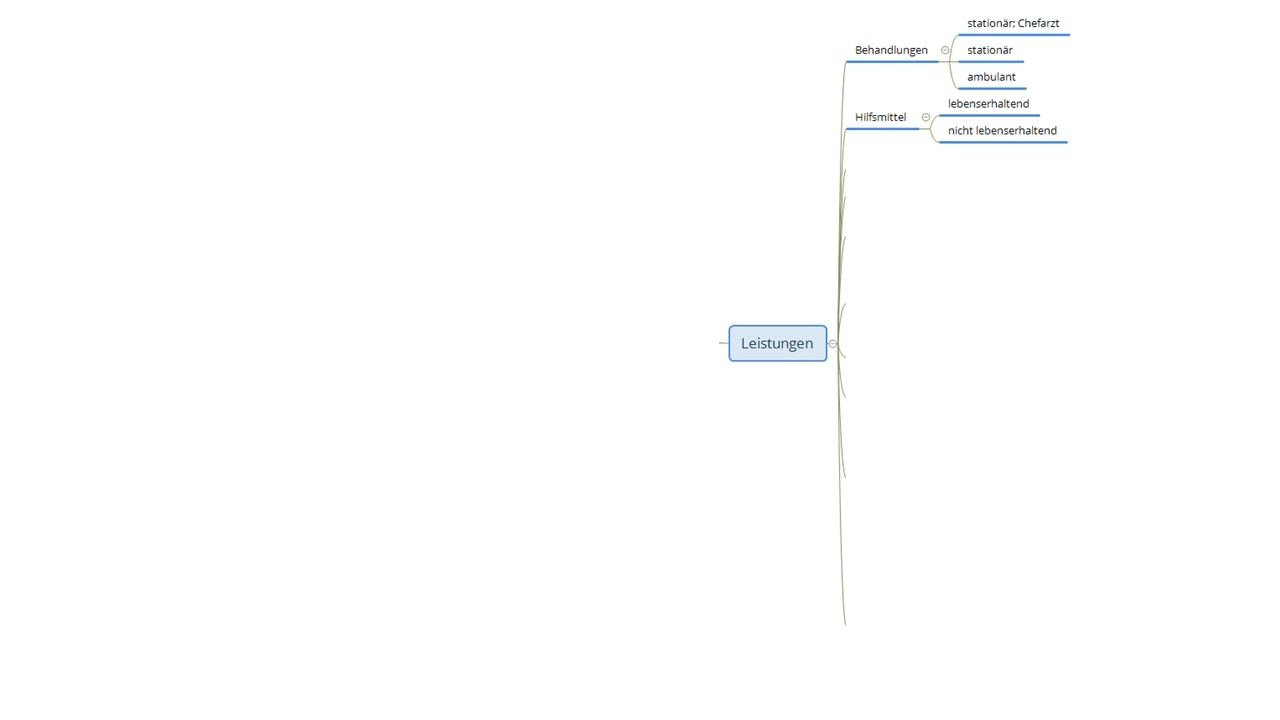 stationär; Chefarzt
Behandlungen
stationär
ambulant
lebenserhaltend
Hilfsmittel
nicht lebenserhaltend
Leistungen